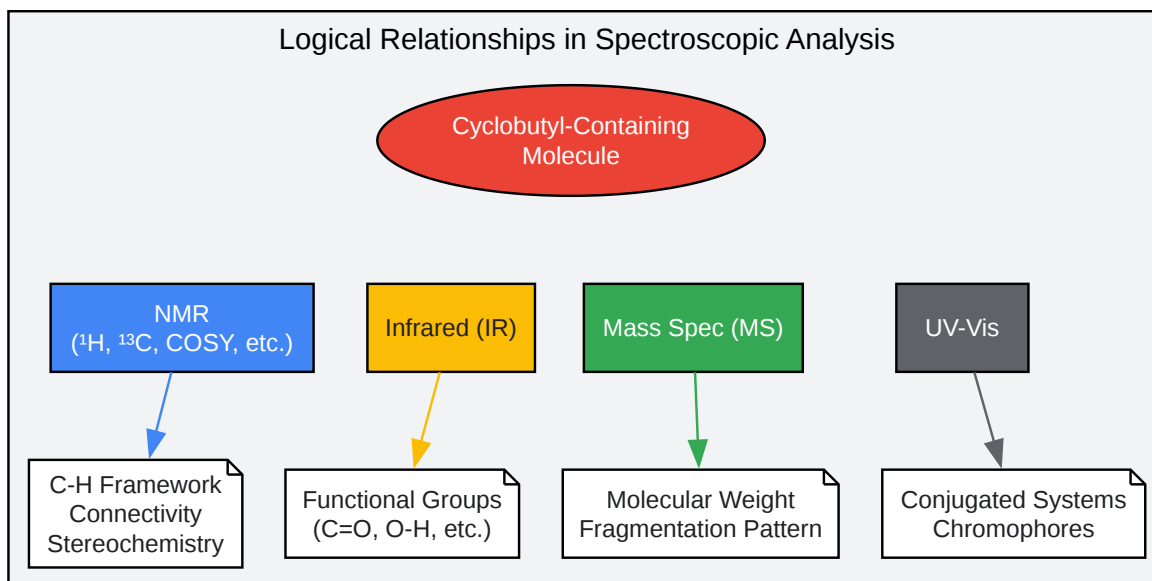 Logical Relationships in Spectroscopic Analysis
Cyclobutyl-Containing
Molecule
NMR
(¹H, ¹³C, COSY, etc.)
Infrared (IR)
Mass Spec (MS)
UV-Vis
C-H Framework
Connectivity
Stereochemistry
Functional Groups
(C=O, O-H, etc.)
Molecular Weight
Fragmentation Pattern
Conjugated Systems
Chromophores